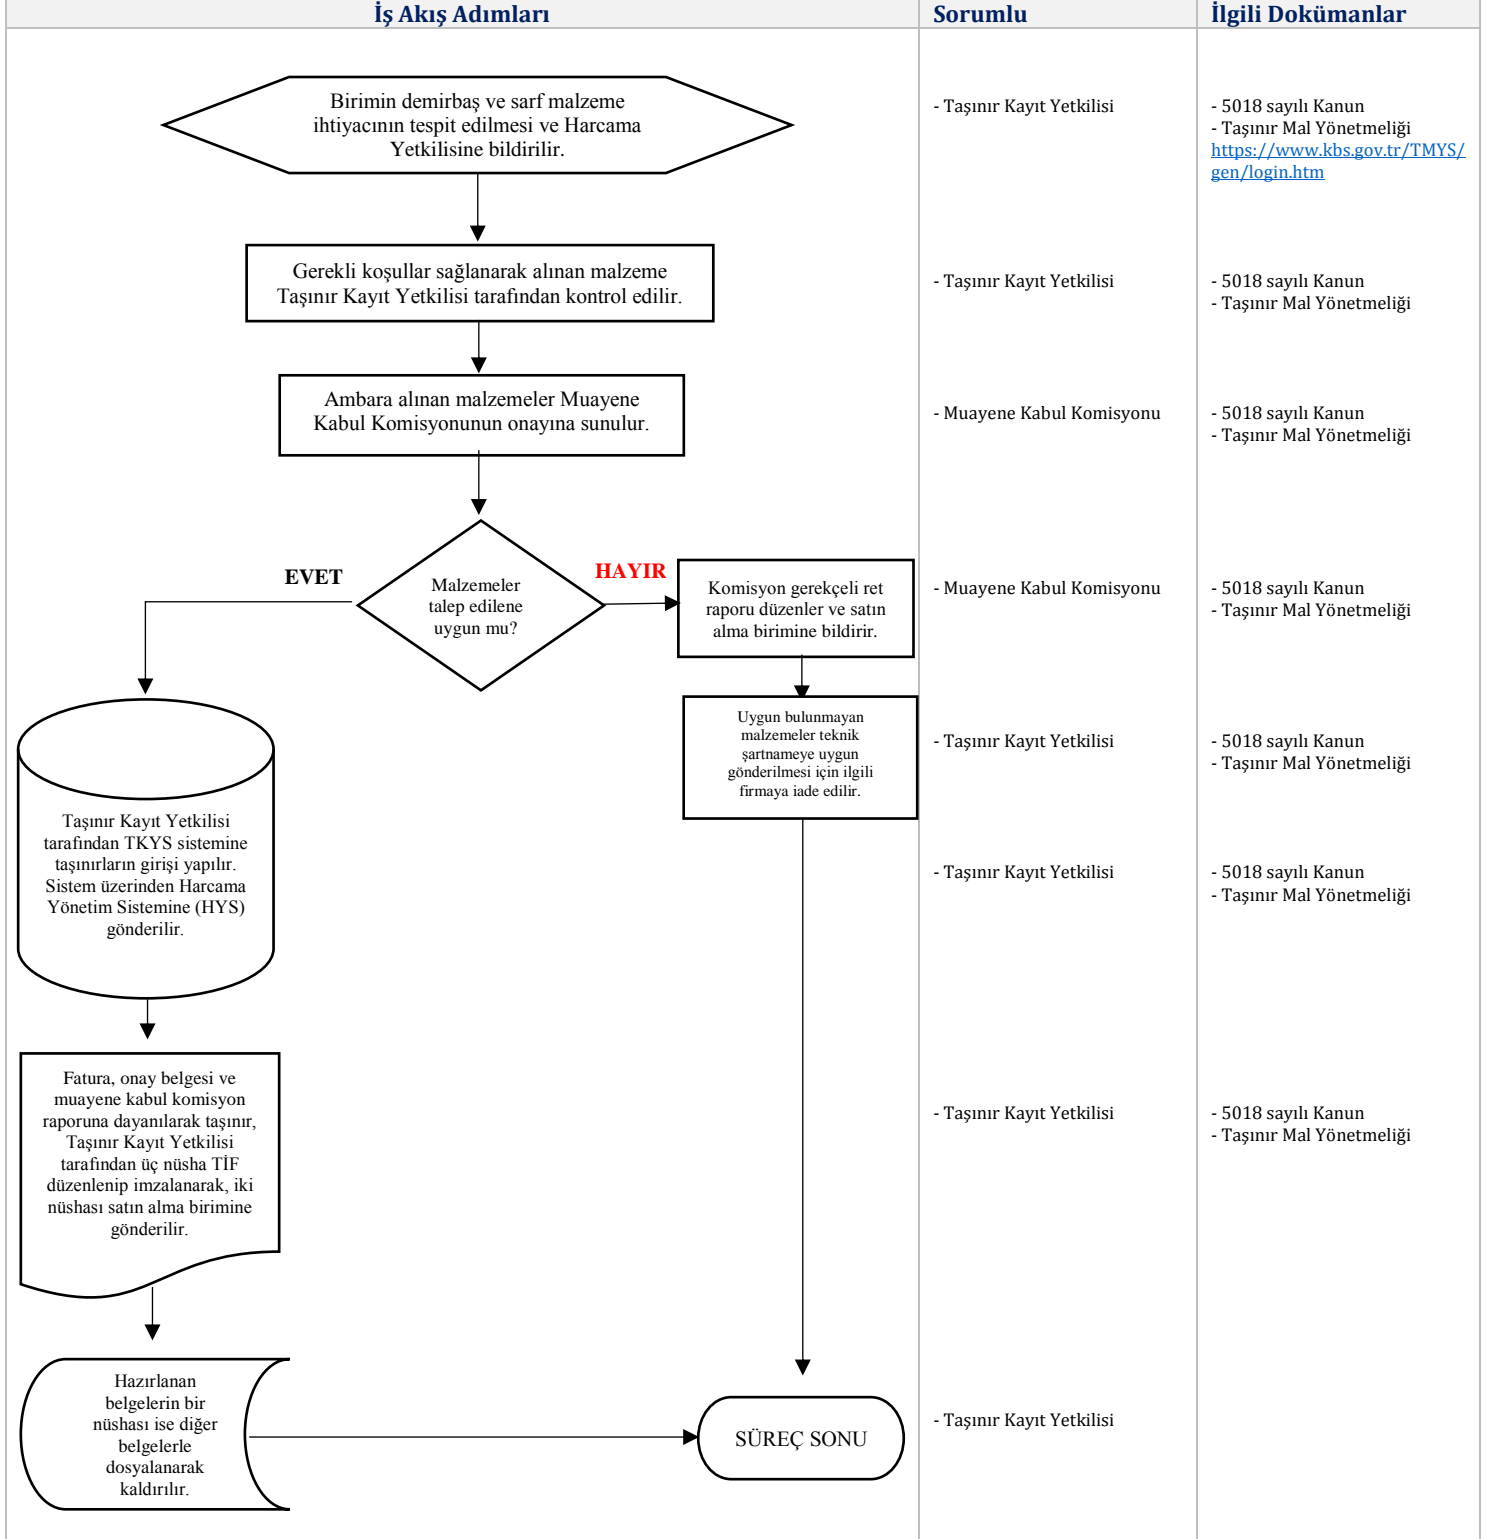 İş Akış Adımları
Sorumlu
İlgili Dokümanlar
Birimin demirbaş ve sarf malzeme
ihtiyacının tespit edilmesi ve Harcama
Yetkilisine bildirilir.
- Taşınır Kayıt Yetkilisi
- 5018 sayılı Kanun
- Taşınır Mal Yönetmeliği
https://www.kbs.gov.tr/TMYS/
gen/login.htm
Gerekli koşullar sağlanarak alınan malzeme
Taşınır Kayıt Yetkilisi tarafından kontrol edilir.
- Taşınır Kayıt Yetkilisi
- 5018 sayılı Kanun
- Taşınır Mal Yönetmeliği
Ambara alınan malzemeler Muayene
Kabul Komisyonunun onayına sunulur.
- Muayene Kabul Komisyonu
- 5018 sayılı Kanun
- Taşınır Mal Yönetmeliği
EVET
Malzemeler
talep edilene
uygun mu?
HAYIR
Komisyon gerekçeli ret
raporu düzenler ve satın
alma birimine bildirir.
- Muayene Kabul Komisyonu
- 5018 sayılı Kanun
- Taşınır Mal Yönetmeliği
Uygun bulunmayan
malzemeler teknik
şartnameye uygun
gönderilmesi için ilgili
firmaya iade edilir.
- Taşınır Kayıt Yetkilisi
- 5018 sayılı Kanun
- Taşınır Mal Yönetmeliği
Taşınır Kayıt Yetkilisi
tarafından TKYS sistemine
taşınırların girişi yapılır.
Sistem üzerinden Harcama
Yönetim Sistemine (HYS)
gönderilir.
- Taşınır Kayıt Yetkilisi
- 5018 sayılı Kanun
- Taşınır Mal Yönetmeliği
Fatura, onay belgesi ve
muayene kabul komisyon
raporuna dayanılarak taşınır,
Taşınır Kayıt Yetkilisi
tarafından üç nüsha TİF
düzenlenip imzalanarak, iki
nüshası satın alma birimine
gönderilir.
- Taşınır Kayıt Yetkilisi
- 5018 sayılı Kanun
- Taşınır Mal Yönetmeliği
Hazırlanan
belgelerin bir
nüshası ise diğer
belgelerle
dosyalanarak
kaldırılır.
SÜREÇ SONU
- Taşınır Kayıt Yetkilisi